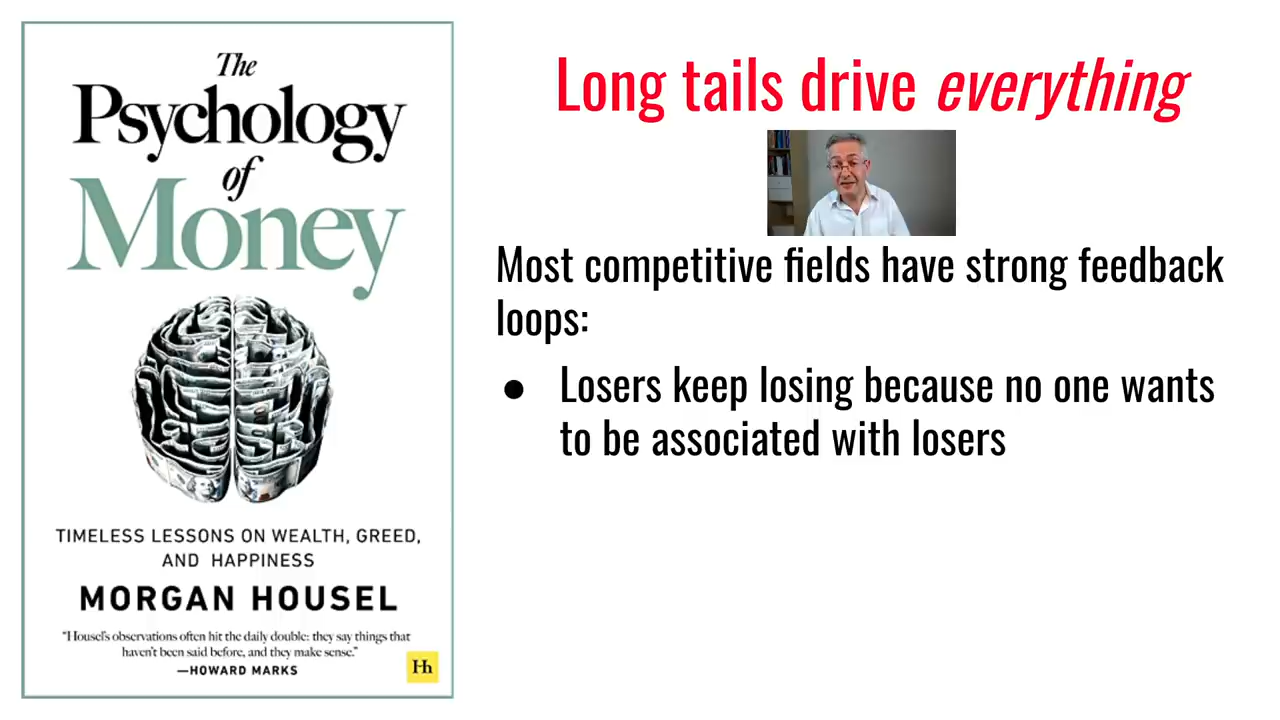 The
Psychology
of
Money
TIMELESS LESSONS ON WEALTH, GREED,
AND HAPPINESS
MORGAN HOUSEL
“Housel’s observations often hit the daily double: they say things that
haven’t been said before, and they make sense.”
—HOWARD MARKS
Hh
Long tails drive everything
Most competitive fields have strong feedback
loops:
● Losers keep losing because no one wants
to be associated with losers